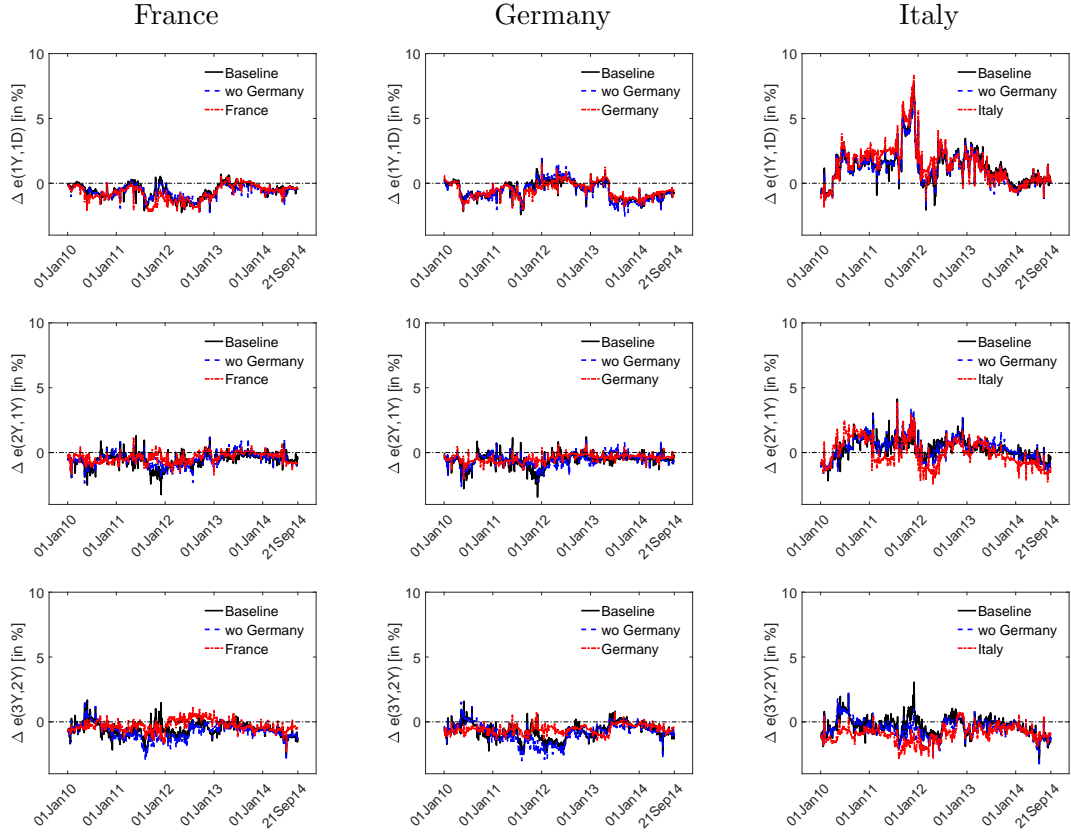 France Germany Italy
10 10 10
Baseline Baseline Baseline
wo Germany wo Germany wo Germany
France Germany Italy
5 5 5
0 0 0
Δ e(1Y,1D) [in %] Δ e(1Y,1D) [in %] Δ e(1Y,1D) [in %]
01Jan10 01Jan11 01Jan12 01Jan13 01Jan14 21Sep14 01Jan10 01Jan11 01Jan12 01Jan13 01Jan14 21Sep14 01Jan10 01Jan11 01Jan12 01Jan13 01Jan14 21Sep14
10 10 10
Baseline Baseline Baseline
wo Germany wo Germany wo Germany
France Germany Italy
5 5 5
0 0 0
Δ e(2Y,1Y) [in %] Δ e(2Y,1Y) [in %] Δ e(2Y,1Y) [in %]
01Jan10 01Jan11 01Jan12 01Jan13 01Jan14 21Sep14 01Jan10 01Jan11 01Jan12 01Jan13 01Jan14 21Sep14 01Jan10 01Jan11 01Jan12 01Jan13 01Jan14 21Sep14
10 10 10
Baseline Baseline Baseline
wo Germany wo Germany wo Germany
France Germany Italy
5 5 5
0 0 0
Δ e(3Y,2Y) [in %] Δ e(3Y,2Y) [in %] Δ e(3Y,2Y) [in %]
01Jan10 01Jan11 01Jan12 01Jan13 01Jan14 21Sep14 01Jan10 01Jan11 01Jan12 01Jan13 01Jan14 21Sep14 01Jan10 01Jan11 01Jan12 01Jan13 01Jan14 21Sep14